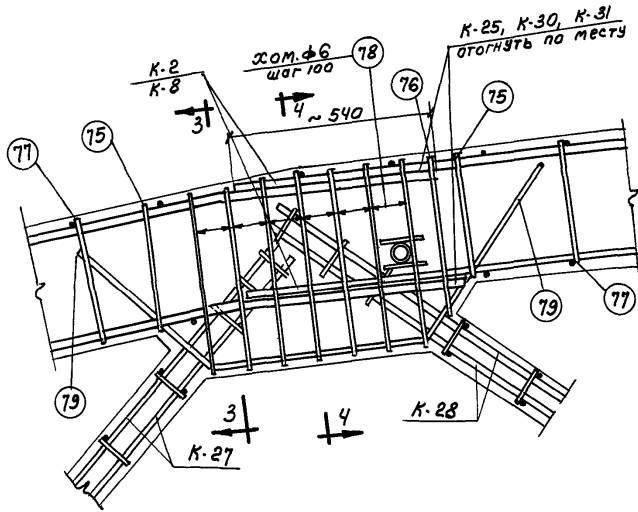 К-2
К-8
хом.ф6
шаг 100
78
К-25, К-30, К-31
отогнуть по месту
3
4
~540
76
75
75
77
79
79
77
3
4
К-28
К-27